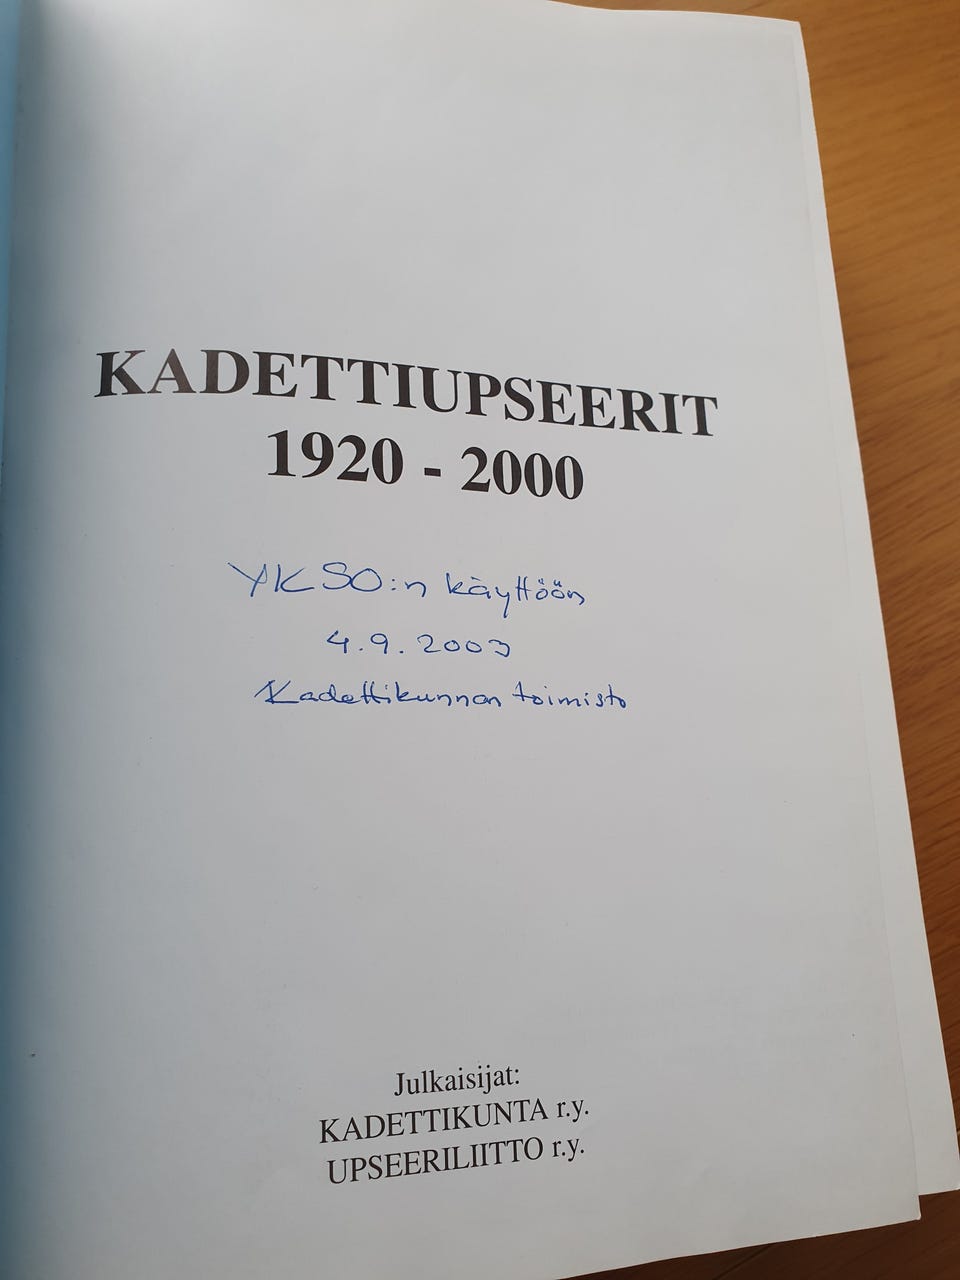 KADETTIUPSEERIT
1920 - 2000
YKSO:n käyttöön
4.9.2003
Kadettikunnan toimisto
Julkaisijat:
KADETTIKUNTA r.y.
UPSEERILIITTO r.y.